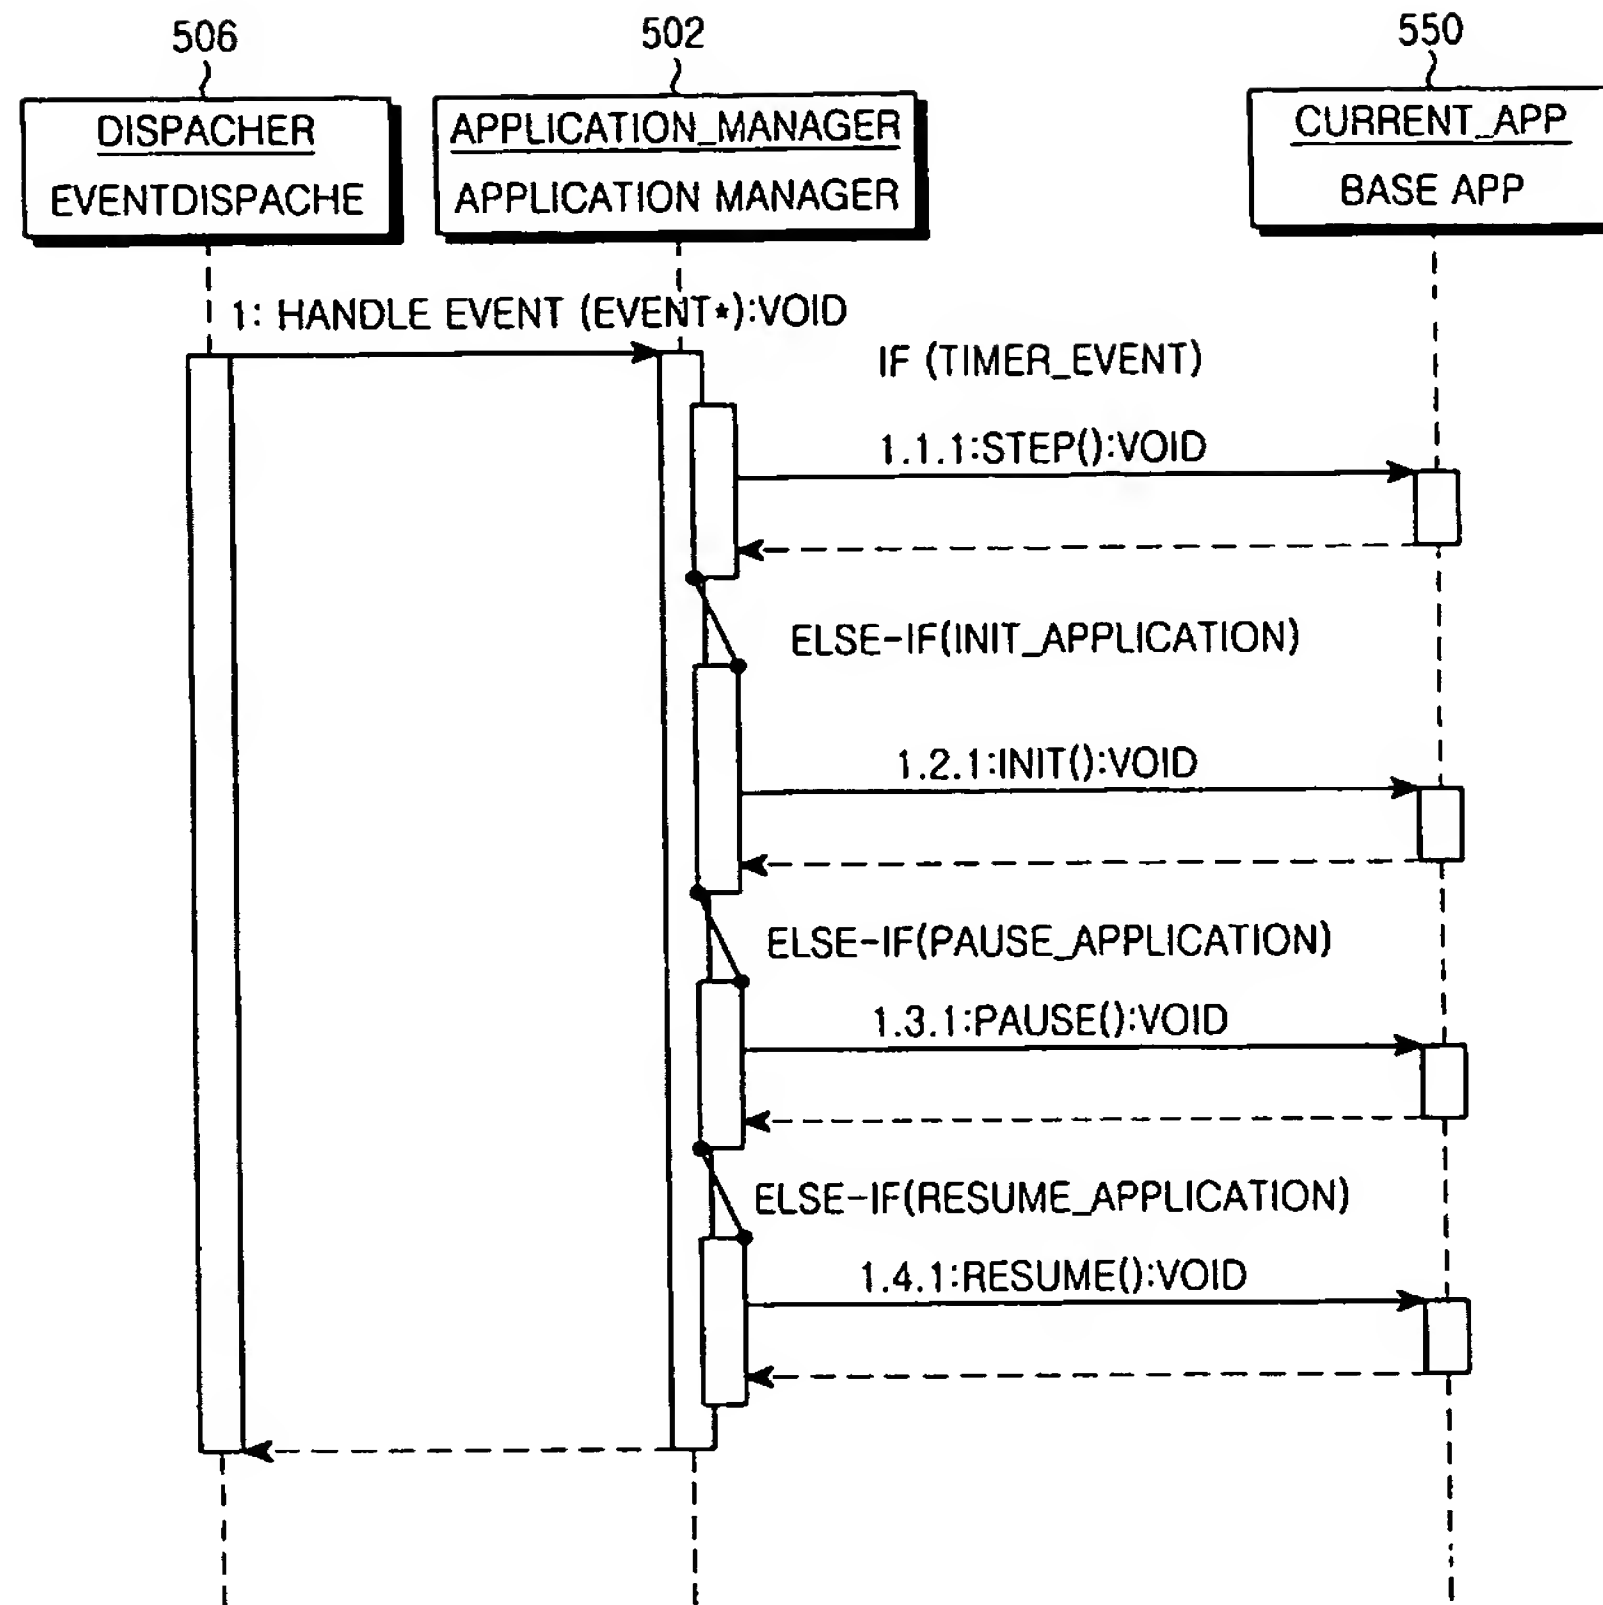 506
502
550
DISPACHER
EVENTDISPACHE
APPLICATION_MANAGER
APPLICATION MANAGER
CURRENT_APP
BASE APP
1: HANDLE EVENT (EVENT*):VOID
IF (TIMER_EVENT)
1.1.1:STEP():VOID
ELSE-IF(INIT_APPLICATION)
1.2.1:INIT():VOID
ELSE-IF(PAUSE_APPLICATION)
1.3.1:PAUSE():VOID
ELSE-IF(RESUME_APPLICATION)
1.4.1:RESUME():VOID